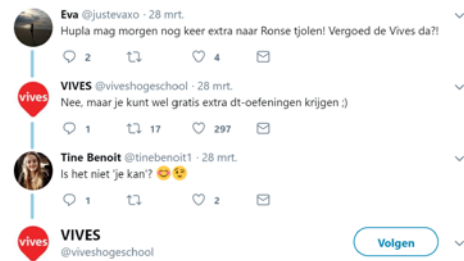 Eva @justevaxo · 28 mrt.
Hupla mag morgen nog keer extra naar Ronse tjolen! Vergoed de Vives da?!
2 4
VIVES @viveshogeschool · 28 mrt.
vives
Nee, maar je kunt wel gratis extra dt-oefeningen krijgen ;)
1 17 297
Tine Benoit @tinebenoit1 · 28 mrt.
Is het niet 'je kan'? 😊😉
1 2
vives
VIVES
@viveshogeschool
Volgen